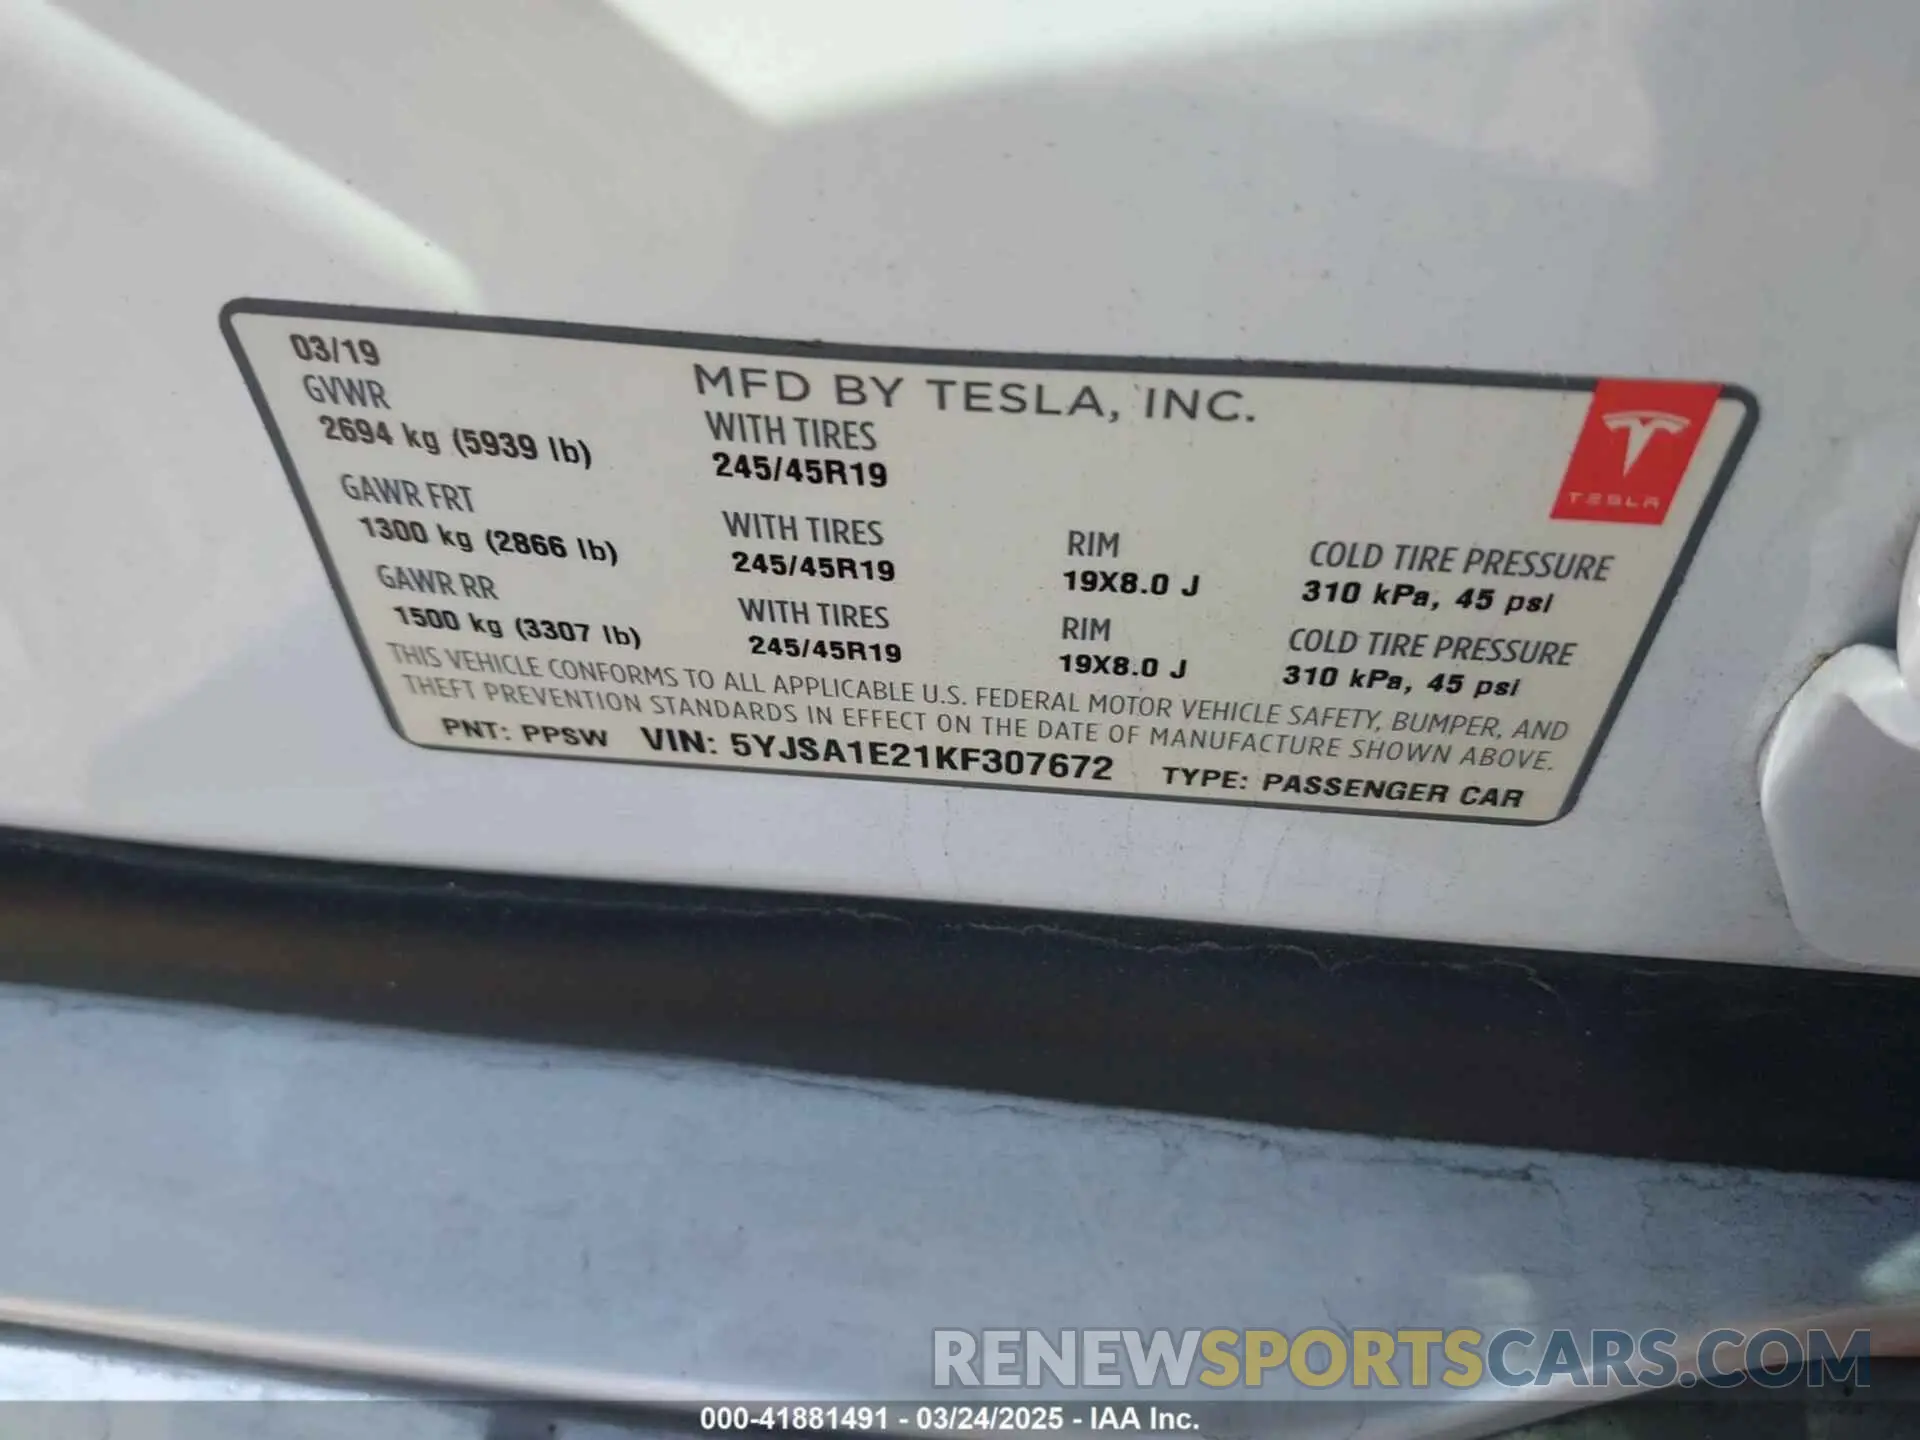 03/19
MFD BY TESLA, INC.
GVWR
2694 kg (5939 lb)
WITH TIRES
245/45R19
TESLA
GAWR FRT
1300 kg (2866 lb)
WITH TIRES
245/45R19
RIM
19X8.0 J
COLD TIRE PRESSURE
310 kPa, 45 psi
GAWR RR
1500 kg (3307 lb)
WITH TIRES
245/45R19
RIM
19X8.0 J
COLD TIRE PRESSURE
310 kPa, 45 psi
THIS VEHICLE CONFORMS TO ALL APPLICABLE U.S. FEDERAL MOTOR VEHICLE SAFETY, BUMPER, AND
THEFT PREVENTION STANDARDS IN EFFECT ON THE DATE OF MANUFACTURE SHOWN ABOVE.
PNT: PPSW VIN: 5YJSA1E21KF307672 TYPE: PASSENGER CAR
RENEWSPORTSCARS.COM
000-41881491 - 03/24/2025 - IAA Inc.